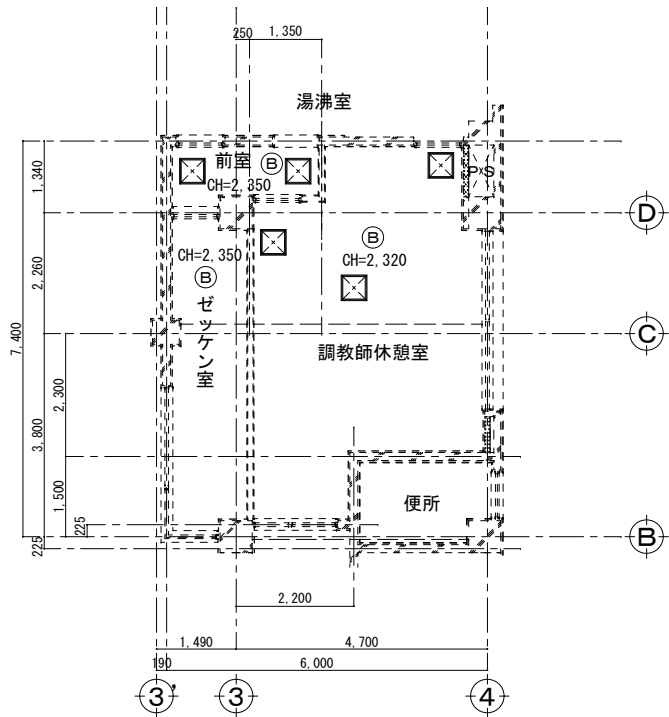 250 1,350
湯沸室
前室 Ⓑ
CH=2,350
PS
1,340
D
Ⓑ
CH=2,350
CH=2,320
Ⓑ
2,260
ゼッケン室
7,400
C
調教師休憩室
2,300
3,800
1,500
便所
225
225
B
2,200
1,490 4,700
190 6,000
3' 3 4